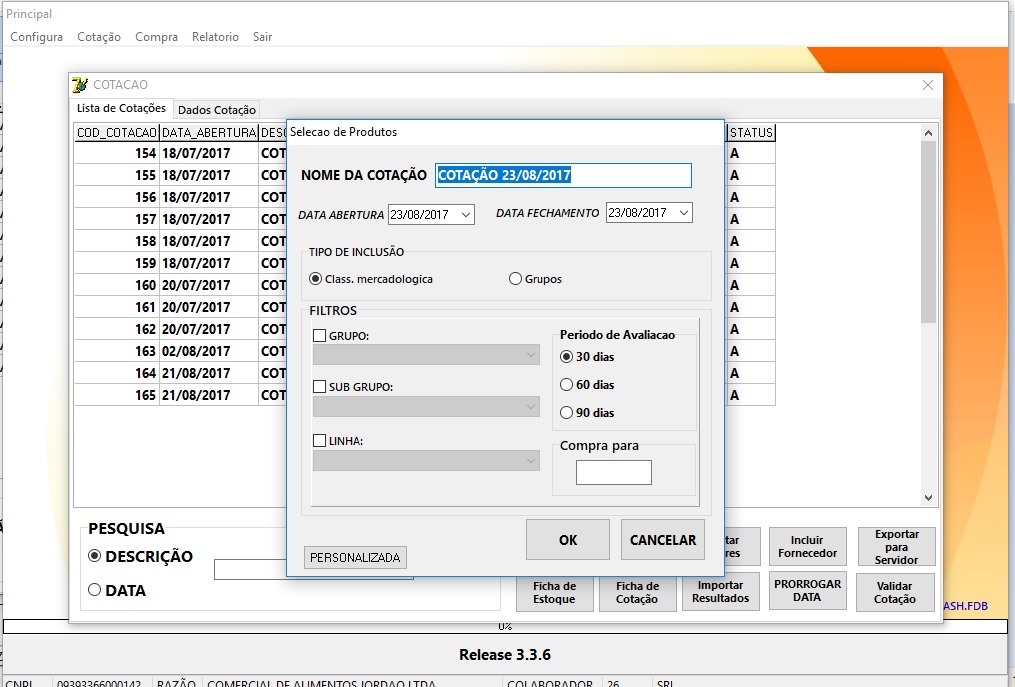 Principal
Configura Cotação Compra Relatorio Sair
COTACAO
Lista de Cotações Dados Cotação
COD_COTACAO DATA_ABERTURA DESC STATUS
154 18/07/2017 COT A
155 18/07/2017 COT A
156 18/07/2017 COT A
157 18/07/2017 COT A
158 18/07/2017 COT A
159 18/07/2017 COT A
160 20/07/2017 COT A
161 20/07/2017 COT A
162 20/07/2017 COT A
163 02/08/2017 COT A
164 21/08/2017 COT A
165 21/08/2017 COT A
Selecao de Produtos
NOME DA COTAÇÃO COTAÇÃO 23/08/2017
DATA ABERTURA 23/08/2017 DATA FECHAMENTO 23/08/2017
TIPO DE INCLUSÃO
Class. mercadologica Grupos
FILTROS
GRUPO:
SUB GRUPO:
LINHA:
Periodo de Avaliacao
30 dias
60 dias
90 dias
Compra para
OK CANCELAR
PERSONALIZADA
PESQUISA
DESCRIÇÃO
DATA
tar
res
Incluir
Fornecedor
Exportar
para
Servidor
Ficha de
Estoque
Ficha de
Cotação
Importar
Resultados
PRORROGAR
DATA
Validar
Cotação
ASH.FDB
0%
Release 3.3.6
CNPJ 09393366000142 RAZÃO COMERCIAL DE ALIMENTOS JORDAO LTDA COLABORADOR 26